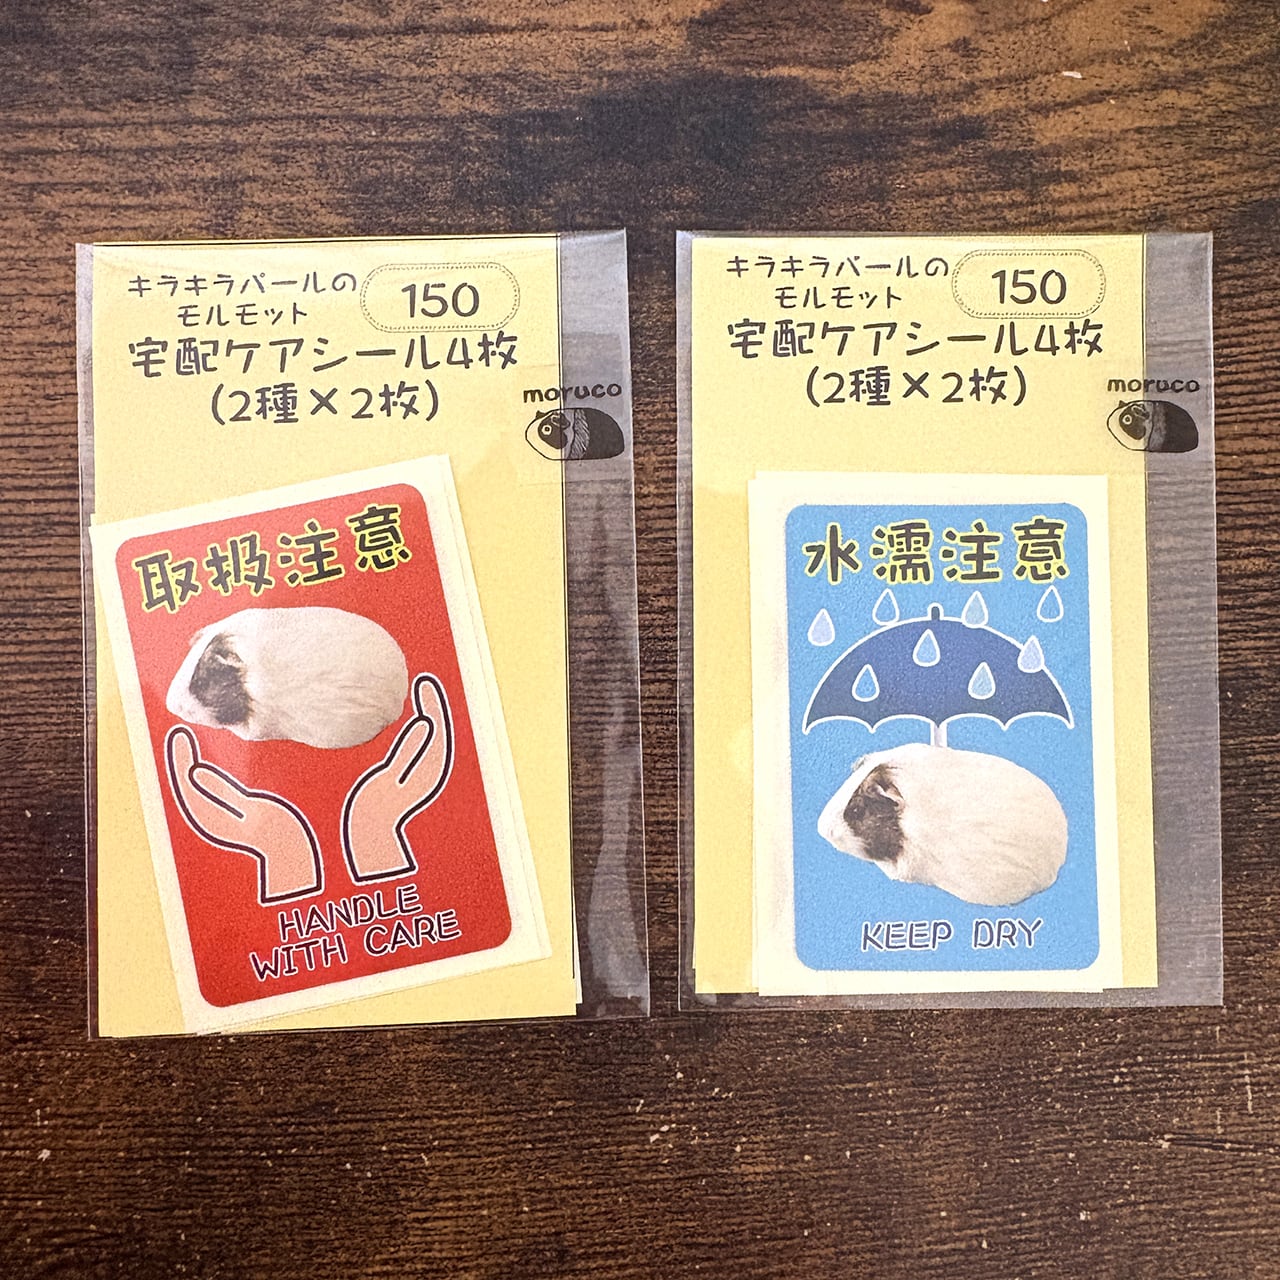 キラキラパールの
モルモット
150
宅配ケアシール4枚
(2種×2枚)
moruco
取扱注意
HANDLE
WITH CARE
キラキラパールの
モルモット
150
宅配ケアシール4枚
(2種×2枚)
moruco
水濡注意
KEEP DRY